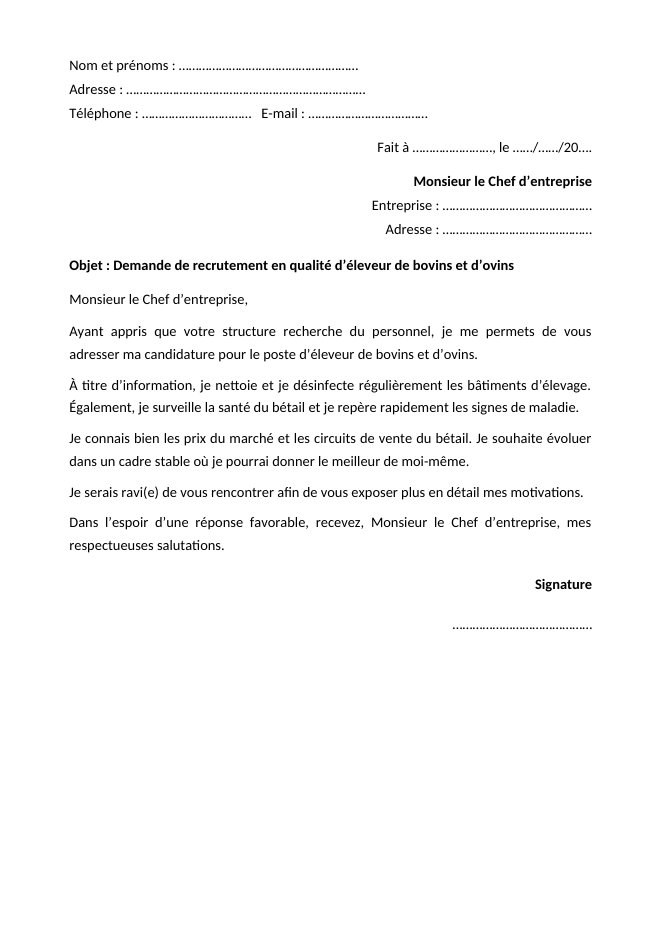 Nom et prénoms : ……………………………………………….
Adresse : ……………………………………………………………….
Téléphone : …………………………… E-mail : ………………………………
Fait à ……………………, le ……/……/20….
Monsieur le Chef d’entreprise
Entreprise : ………………………………………
Adresse : ………………………………………
Objet : Demande de recrutement en qualité d’éleveur de bovins et d’ovins
Monsieur le Chef d’entreprise,
Ayant appris que votre structure recherche du personnel, je me permets de vous
adresser ma candidature pour le poste d’éleveur de bovins et d’ovins.
À titre d’information, je nettoie et je désinfecte régulièrement les bâtiments d’élevage.
Également, je surveille la santé du bétail et je repère rapidement les signes de maladie.
Je connais bien les prix du marché et les circuits de vente du bétail. Je souhaite évoluer
dans un cadre stable où je pourrai donner le meilleur de moi-même.
Je serais ravi(e) de vous rencontrer afin de vous exposer plus en détail mes motivations.
Dans l’espoir d’une réponse favorable, recevez, Monsieur le Chef d’entreprise, mes
respectueuses salutations.
Signature
……………………………………